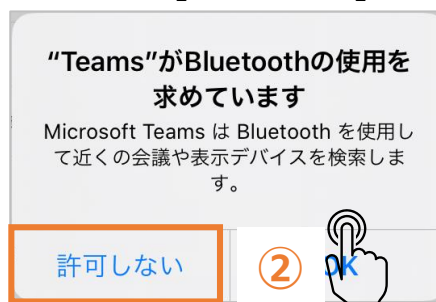 “Teams”がBluetoothの使用を
求めています
Microsoft Teams は Bluetooth を使用し
て近くの会議や表示デバイスを検索しま
す。
許可しない ② OK